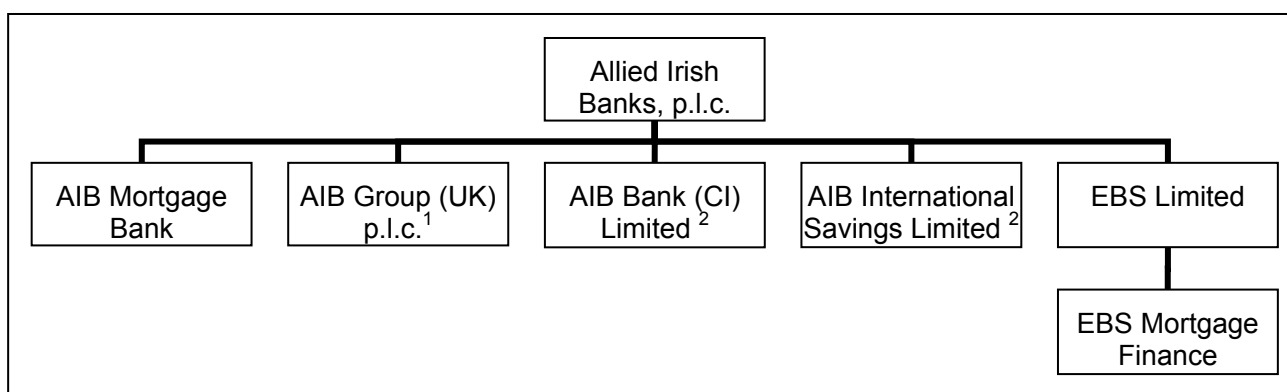 Allied Irish
Banks, p.l.c.
AIB Mortgage
Bank
AIB Group (UK)
p.l.c.1
AIB Bank (CI)
Limited 2
AIB International
Savings Limited 2
EBS Limited
EBS Mortgage
Finance